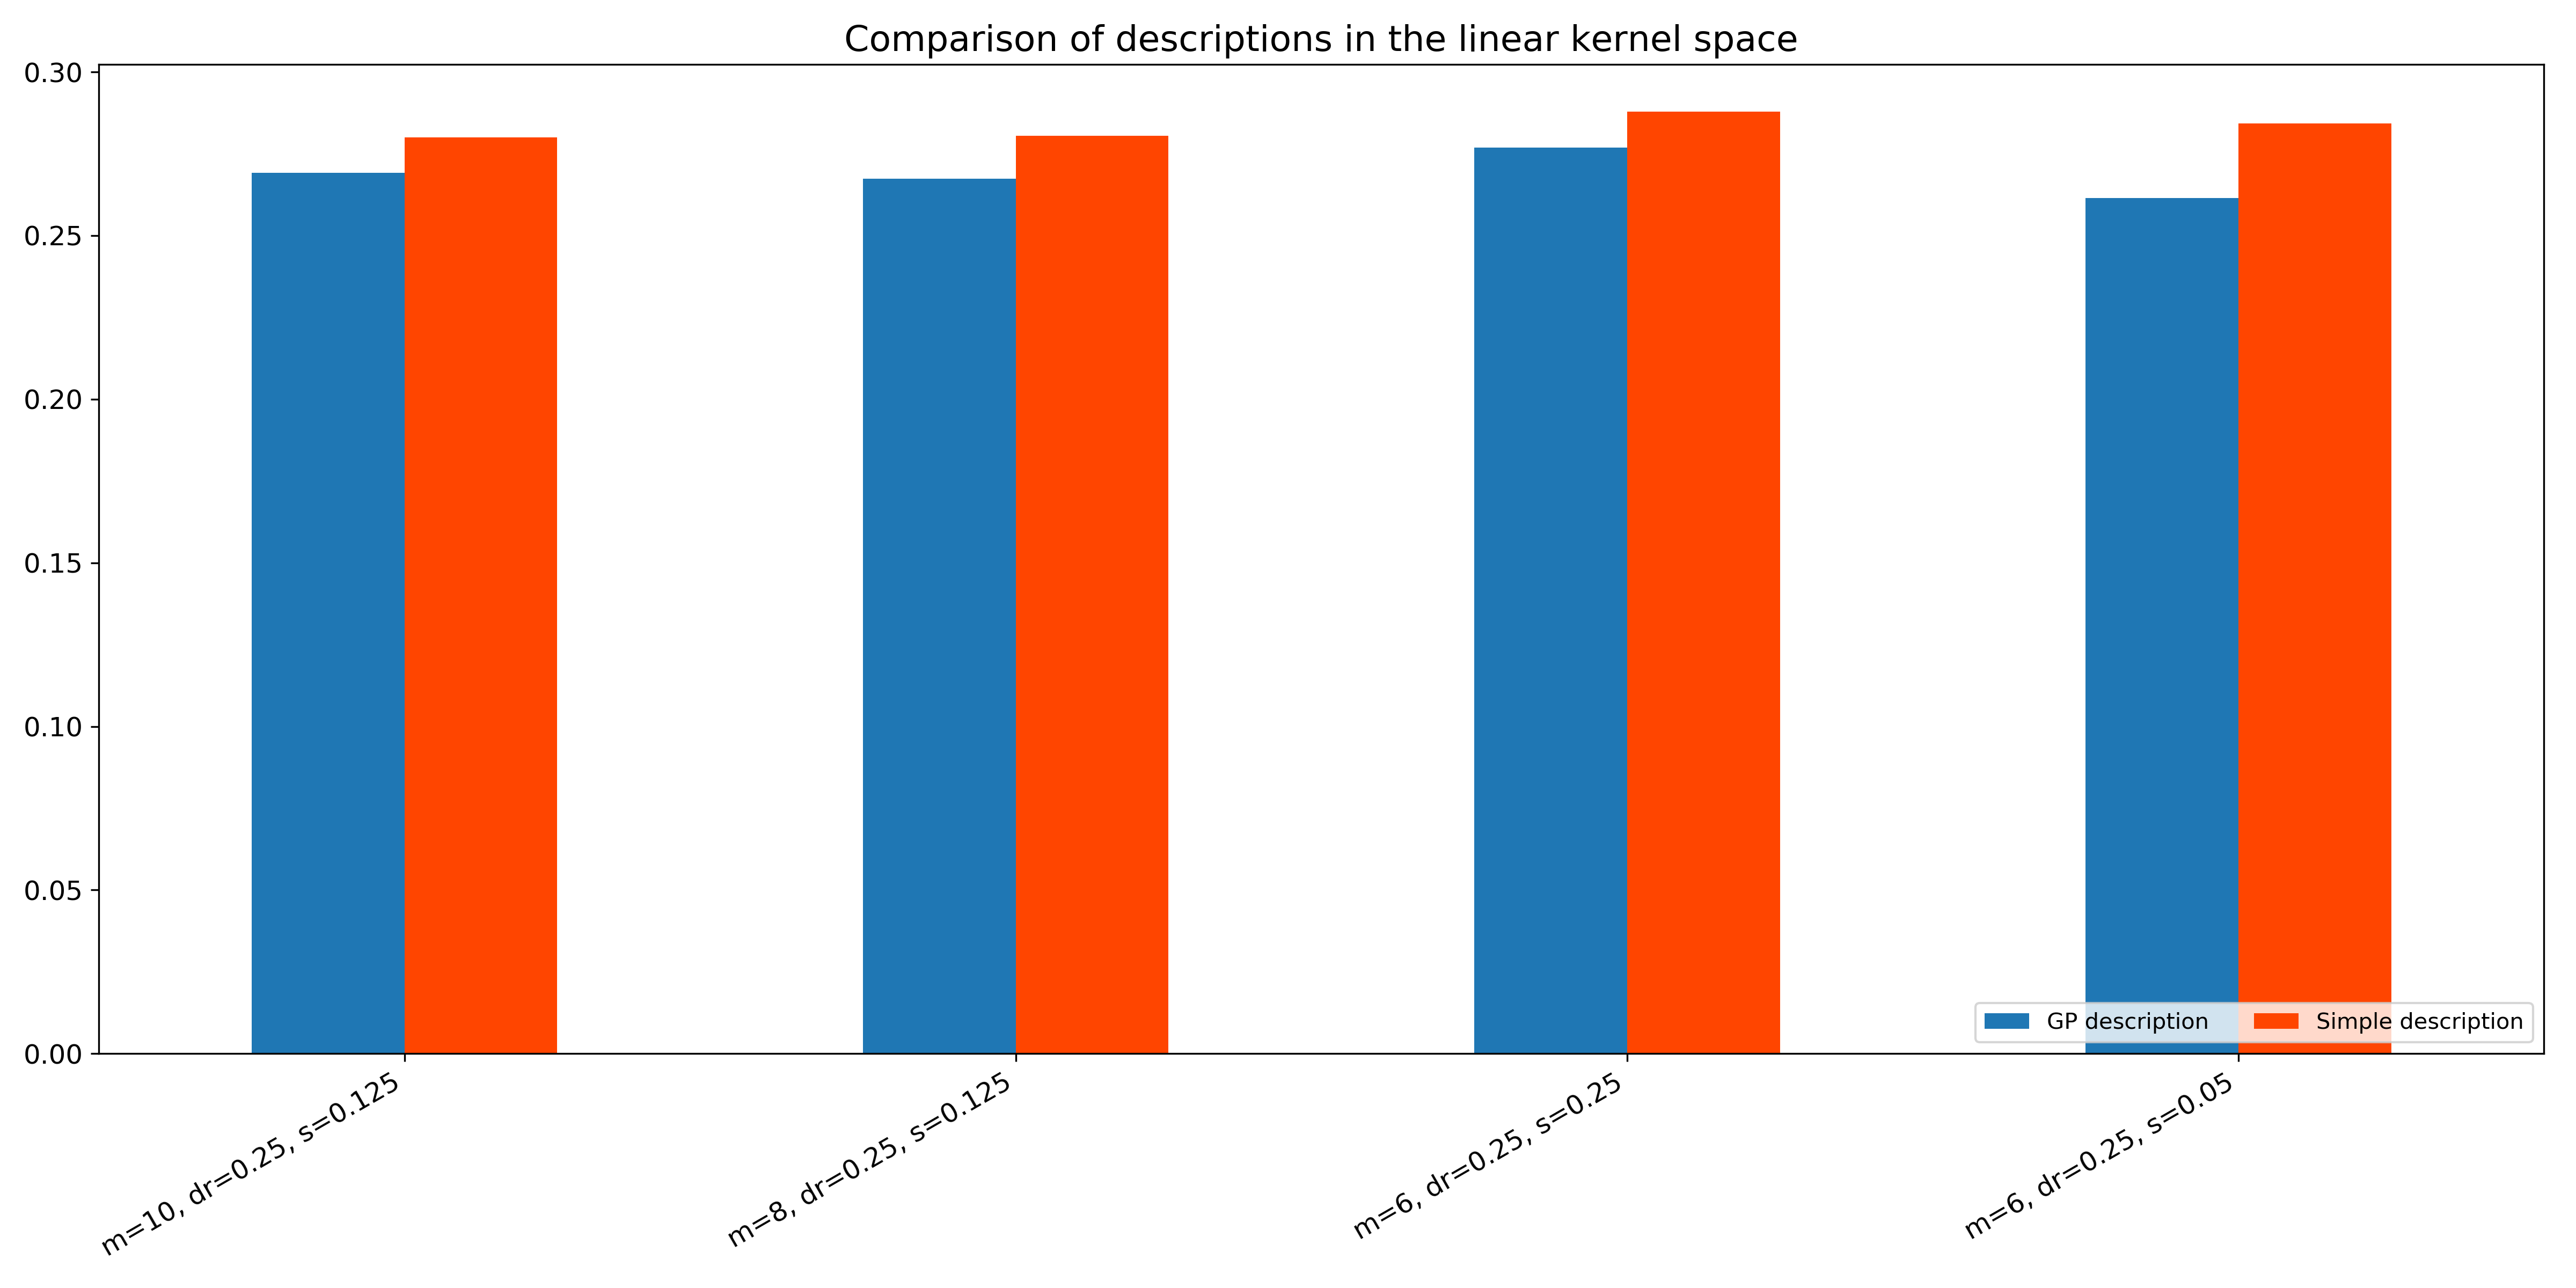 Comparison of descriptions in the linear kernel space
0.30
0.25
0.20
0.15
0.10
0.05
0.00
GP description
Simple description
m=10, dr=0.25, s=0.125
m=8, dr=0.25, s=0.125
m=6, dr=0.25, s=0.25
m=6, dr=0.25, s=0.05